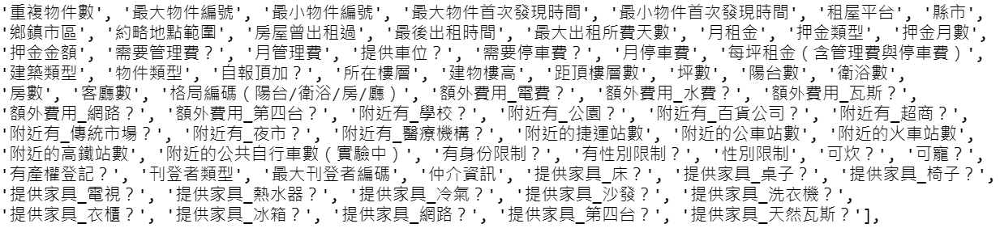 '重複物件數', '最大物件編號', '最小物件編號', '最大物件首次發現時間', '最小物件首次發現時間', '租屋平台', '縣市',
'鄉鎮市區', '約略地點範圍', '房屋曾出租過', '最後出租時間', '最大出租所費天數', '月租金', '押金類型', '押金月數',
'押金金額', '需要管理費？', '月管理費', '提供車位？', '需要停車費？', '月停車費', '每坪租金（含管理費與停車費）',
'建築類型', '物件類型', '自報頂加？', '所在樓層', '建物樓高', '距頂樓層數', '坪數', '陽台數', '衛浴數',
'房數', '客廳數', '格局編碼（陽台/衛浴/房/廳）', '額外費用_電費？', '額外費用_水費？', '額外費用_瓦斯？',
'額外費用_網路？', '額外費用_第四台？', '附近有_學校？', '附近有_公園？', '附近有_百貨公司？', '附近有_超商？',
'附近有_傳統市場？', '附近有_夜市？', '附近有_醫療機構？', '附近的捷運站數', '附近的公車站數', '附近的火車站數',
'附近的高鐵站數', '附近的公共自行車數（實驗中）', '有身份限制？', '有性別限制？', '性別限制', '可炊？', '可寵？',
'有產權登記？', '刊登者類型', '最大刊登者編碼', '仲介資訊', '提供家具_床？', '提供家具_桌子？', '提供家具_椅子？',
'提供家具_電視？', '提供家具_熱水器？', '提供家具_冷氣？', '提供家具_沙發？', '提供家具_洗衣機？',
'提供家具_衣櫃？', '提供家具_冰箱？', '提供家具_網路？', '提供家具_第四台？', '提供家具_天然瓦斯？'],